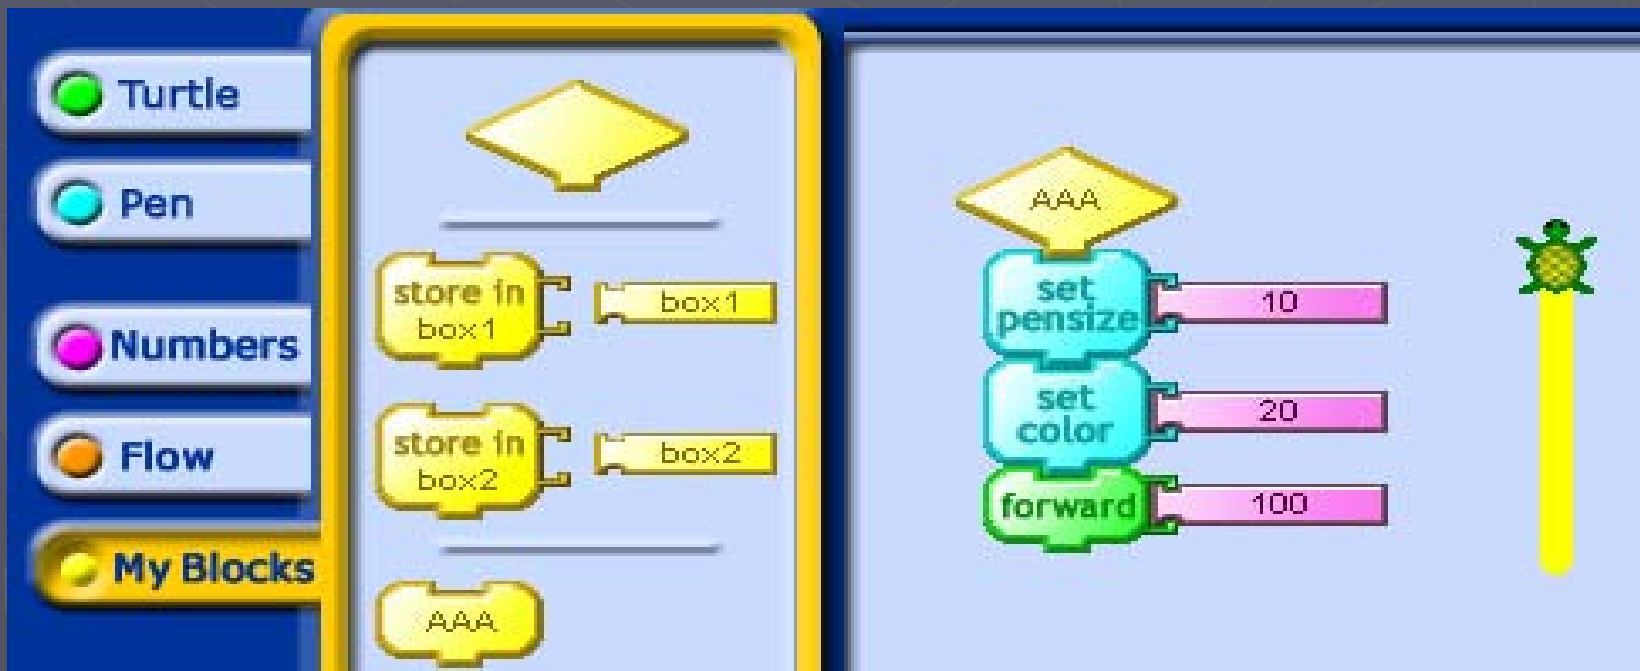 Turtle
Pen
Numbers
Flow
My Blocks
store in
box1
box1
store in
box2
box2
AAA
AAA
set
pensize
10
set
color
20
forward
100